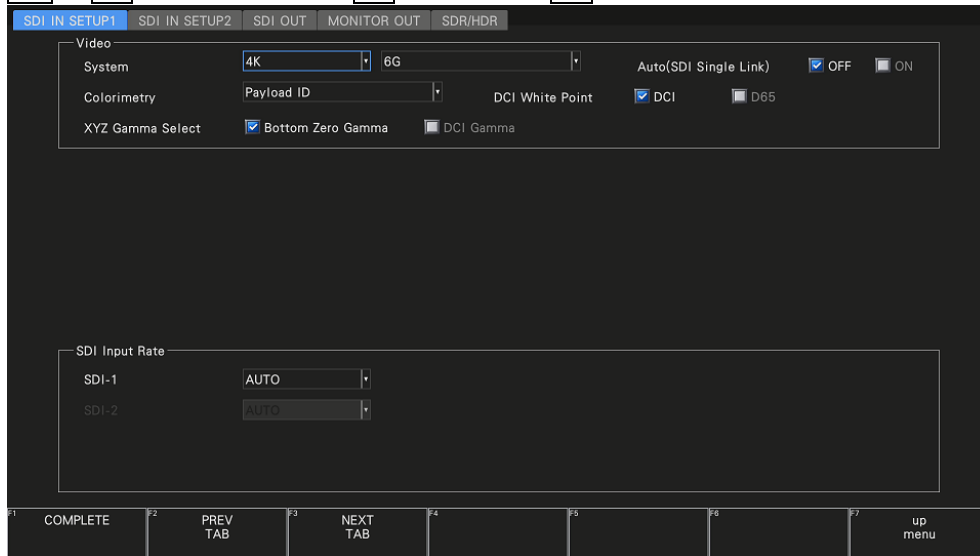 SDI IN SETUP1 SDI IN SETUP2 SDI OUT MONITOR OUT SDR/HDR
Video
System 4K 6G Auto(SDI Single Link) OFF ON
Colorimetry Payload ID DCI White Point DCI D65
XYZ Gamma Select Bottom Zero Gamma DCI Gamma
SDI Input Rate
SDI-1 AUTO
SDI-2 AUTO
F1 COMPLETE F2 PREV TAB F3 NEXT TAB F4 F5 F6 F7 up menu